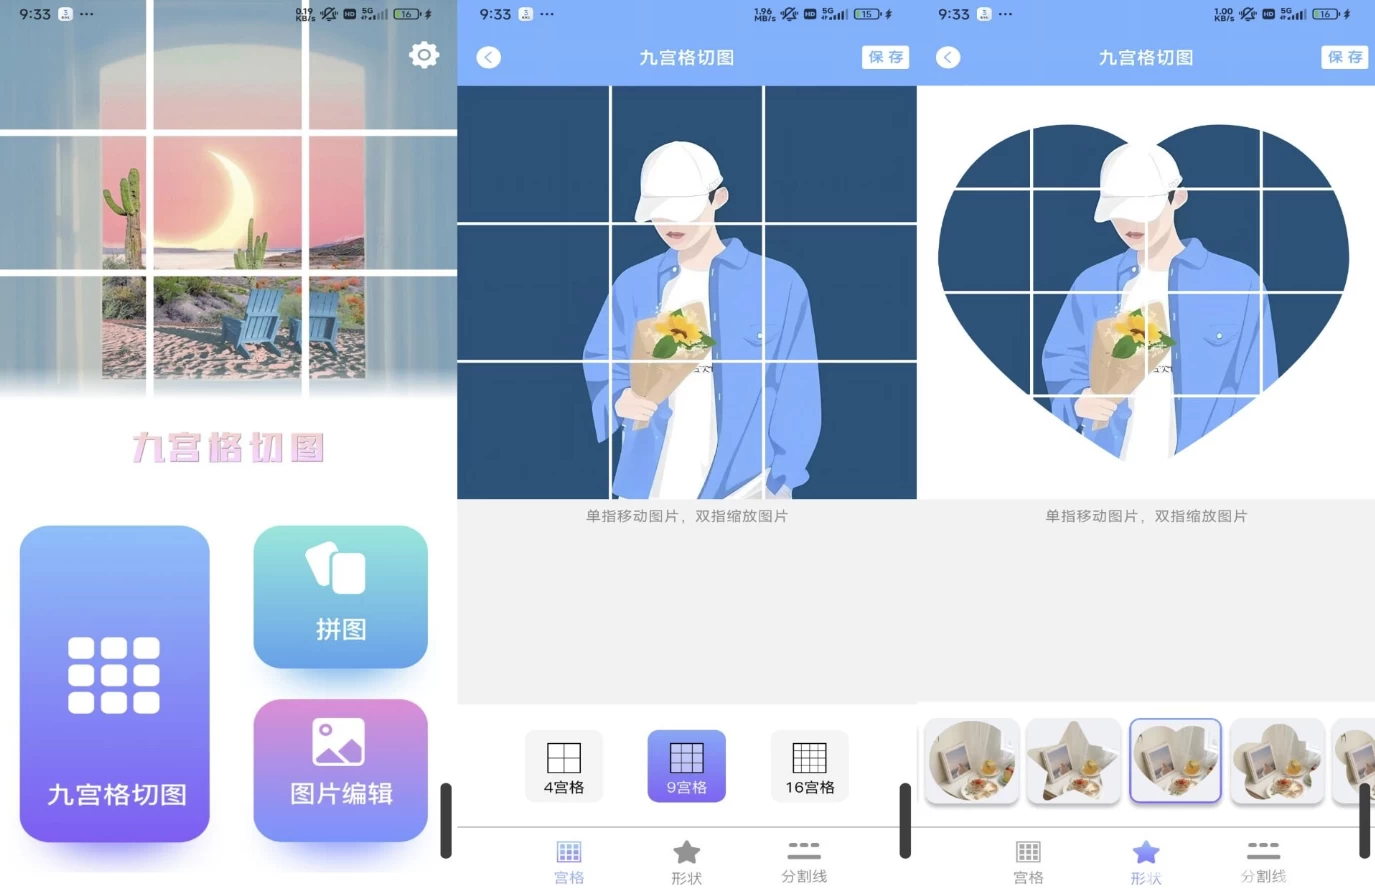 9:33
0.19 KB/s HD 5G 16
九宫格切图
九宫格切图
拼图
图片编辑
9:33
1.96 MB/s HD 5G 15
九宫格切图
保存
单指移动图片，双指缩放图片
4宫格
9宫格
16宫格
宫格
形状
分割线
9:33
1.00 KB/s HD 5G 16
九宫格切图
保存
单指移动图片，双指缩放图片
宫格
形状
分割线